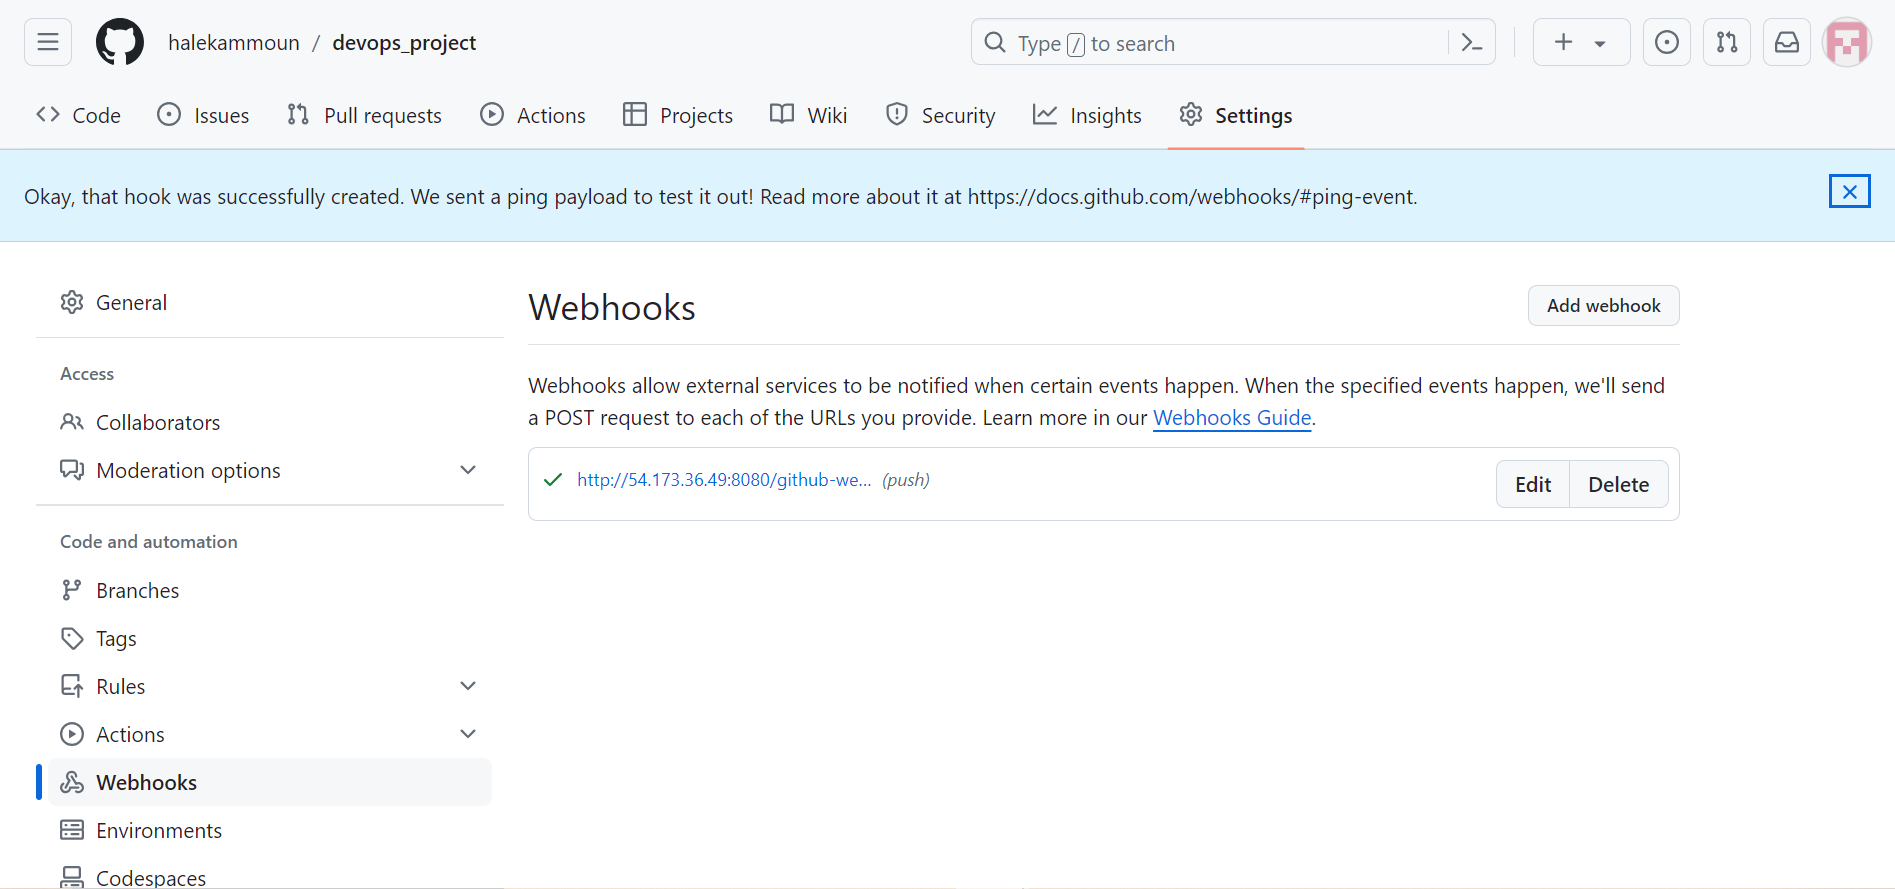 halekammoun / devops_project
Type / to search
Code
Issues
Pull requests
Actions
Projects
Wiki
Security
Insights
Settings
Okay, that hook was successfully created. We sent a ping payload to test it out! Read more about it at https://docs.github.com/webhooks/#ping-event.
General
Access
Collaborators
Moderation options
Code and automation
Branches
Tags
Rules
Actions
Webhooks
Environments
Codespaces
Webhooks
Add webhook
Webhooks allow external services to be notified when certain events happen. When the specified events happen, we'll send
a POST request to each of the URLs you provide. Learn more in our Webhooks Guide.
http://54.173.36.49:8080/github-we... (push)
Edit
Delete